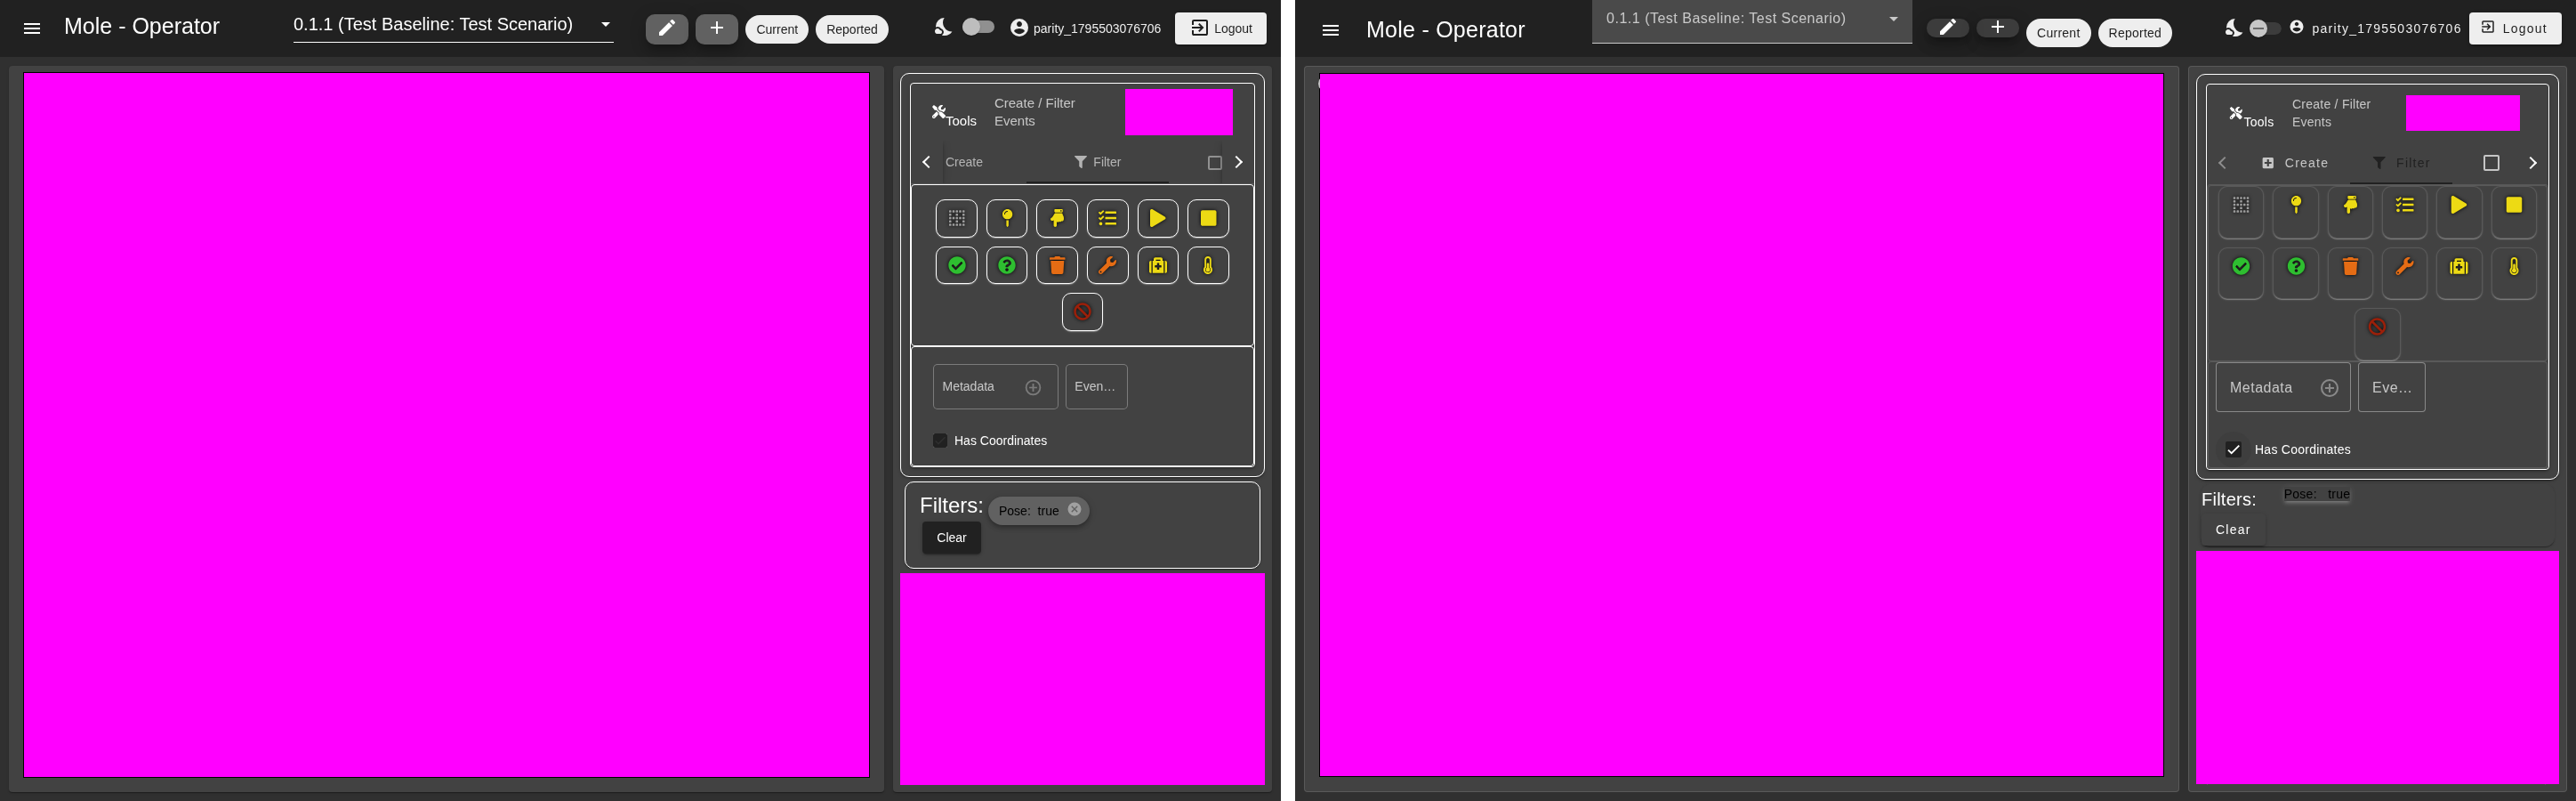 Mole - Operator
0.1.1 (Test Baseline: Test Scenario)
Current
Reported
parity_1795503076706
Logout
Tools
Create / Filter
Events
Create
Filter
Metadata
Even…
Has Coordinates
Filters:
Pose: true
Clear
Mole - Operator
0.1.1 (Test Baseline: Test Scenario)
Current
Reported
parity_1795503076706
Logout
Tools
Create / Filter
Events
Create
Filter
Metadata
Eve…
Has Coordinates
Filters:
Pose: true
Clear